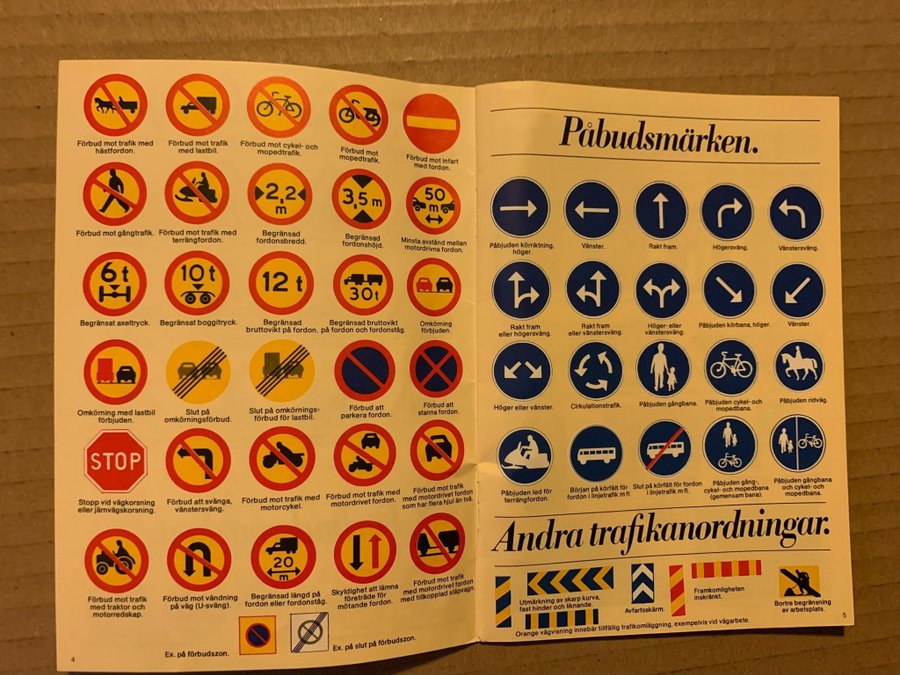 Förbud mot trafik med
hästfordon.
Förbud mot trafik
med lastbil.
Förbud mot cykel- och
mopedtrafik.
Förbud mot
mopedtrafik.
Förbud mot infart
med fordon.
2,2
m
3,5 m
50
m
Förbud mot gångtrafik.
Förbud mot trafik med
terrängfordon.
Begränsad
fordonsbredd.
Begränsad
fordonshöjd.
Minsta avstånd mellan
motordrivna fordon.
6 t
10 t
12 t
30 t
Begränsat axeltryck.
Begränsat boggitryck.
Begränsad
bruttovikt på fordon.
Begränsad bruttovikt
på fordon och fordonståg.
Omkörning
förbjuden.
Omkörning med lastbil
förbjuden.
Slut på
omkörningsförbud.
Slut på omkörnings-
förbud för lastbil.
Förbud att
parkera fordon.
Förbud att
stanna fordon.
STOP
Stopp vid vägkorsning
eller järnvägskorsning.
Förbud att svänga,
vänstersväng.
Förbud mot trafik med
motorcykel.
Förbud mot trafik
med motordrivet fordon.
Förbud mot trafik
med motordrivet fordon
som har flera hjul än två.
20
m
Förbud mot trafik
med traktor och
motorredskap.
Förbud mot vändning
på väg (U-sväng).
Begränsad längd på
fordon eller fordonståg.
Skyldighet att lämna
företräde för
mötande fordon.
Förbud mot trafik
med motordrivet fordon
med tillkopplad släpvagn.
Ex. på förbudszon.
Ex. på slut på förbudszon.
4
Påbudsmärken.
Påbjuden körriktning,
höger.
Vänster.
Rakt fram.
Högersväng.
Vänstersväng.
Rakt fram
eller högersväng.
Rakt fram
eller vänstersväng.
Höger- eller
vänstersväng.
Påbjuden körbana, höger.
Vänster.
Höger eller vänster.
Cirkulationstrafik.
Påbjuden gångbana.
Påbjuden cykel- och
mopedbana.
Påbjuden ridväg.
Påbjuden led för
terrängfordon.
Början på körfält för
fordon i linjetrafik m fl.
Slut på körfält för fordon
i linjetrafik m fl.
Påbjuden gång-,
cykel- och mopedbana
(gemensam bana).
Påbjuden gångbana
och cykel- och
mopedbana.
Andra trafikanordningar.
Utmärkning av skarp kurva,
fast hinder och liknande.
Avfartsskärm.
Framkomligheten
inskränkt.
Bortre begränsning
av arbetsplats.
Orange vägvisning innebär tillfällig trafikomläggning, exempelvis vid vägarbete.
5